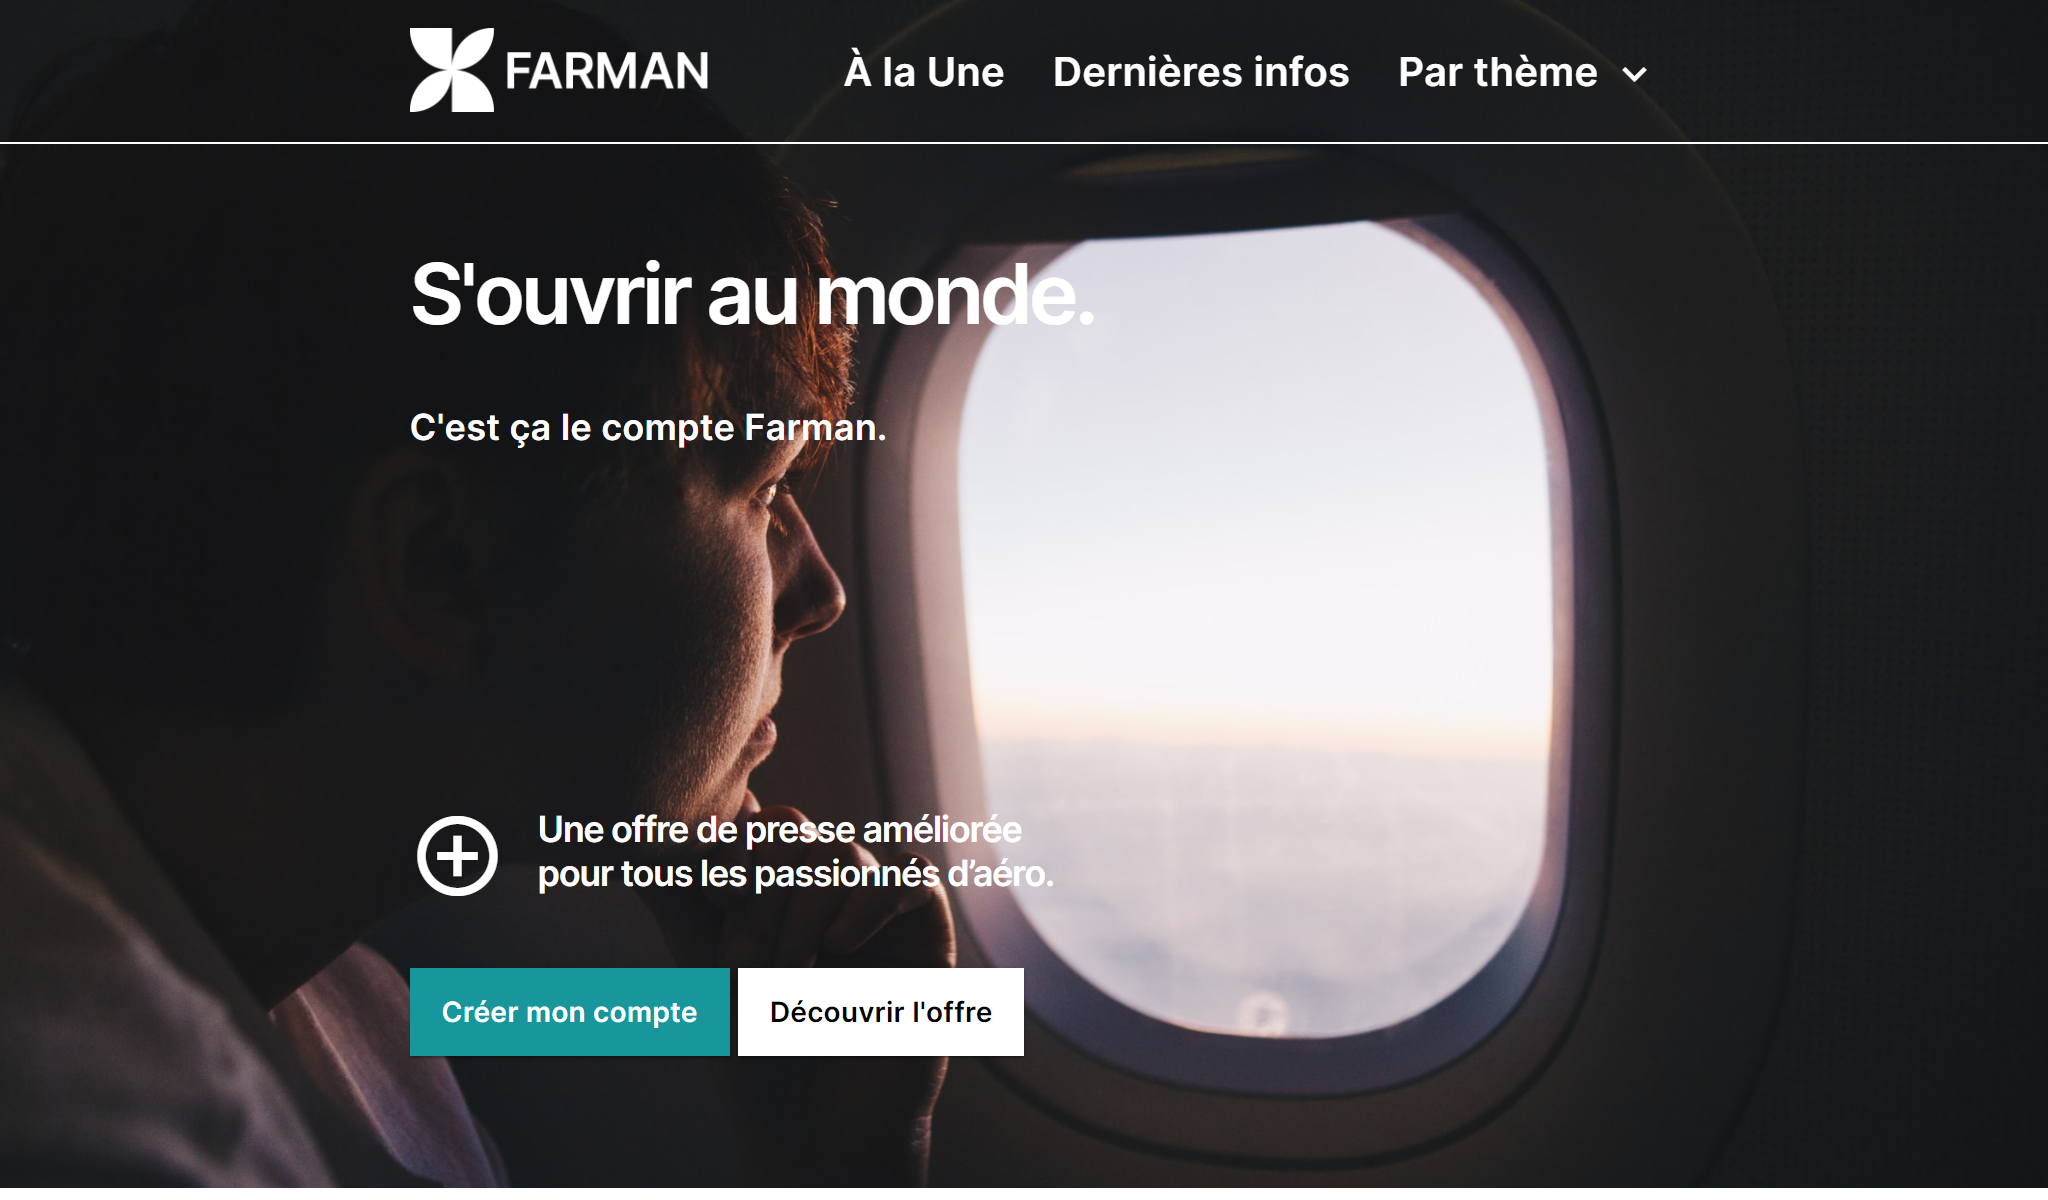 FARMAN
À la Une
Dernières infos
Par thème
S'ouvrir au monde.
C'est ça le compte Farman.
Une offre de presse améliorée
pour tous les passionnés d’aéro.
Créer mon compte
Découvrir l'offre